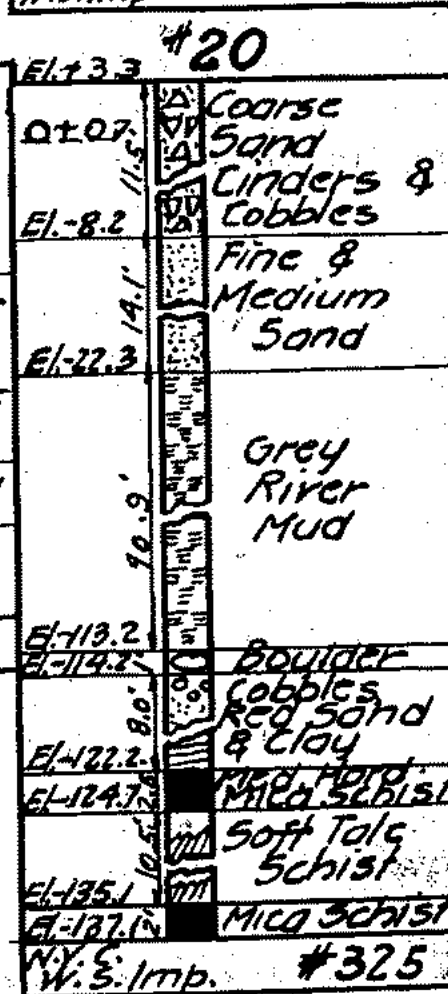 #20
El.+3.3
Coarse
Sand
Ω±0.7
11.5'
Cinders &
Cobbles
El.-8.2
Fine &
Medium
Sand
14.1'
El.-22.3
Grey
River
Mud
90.9'
El.-113.2
Boulder
El.-114.2
1'
Cobbles
Red Sand
& Clay
8.0'
El.-122.2
Med. Hard
Mica Schist
El.-124.7
Soft Talc
Schist
10.5'
El.-135.1
Mica Schist
El.-137.1
2'
N.Y.C.
W.S. Imp.
#325